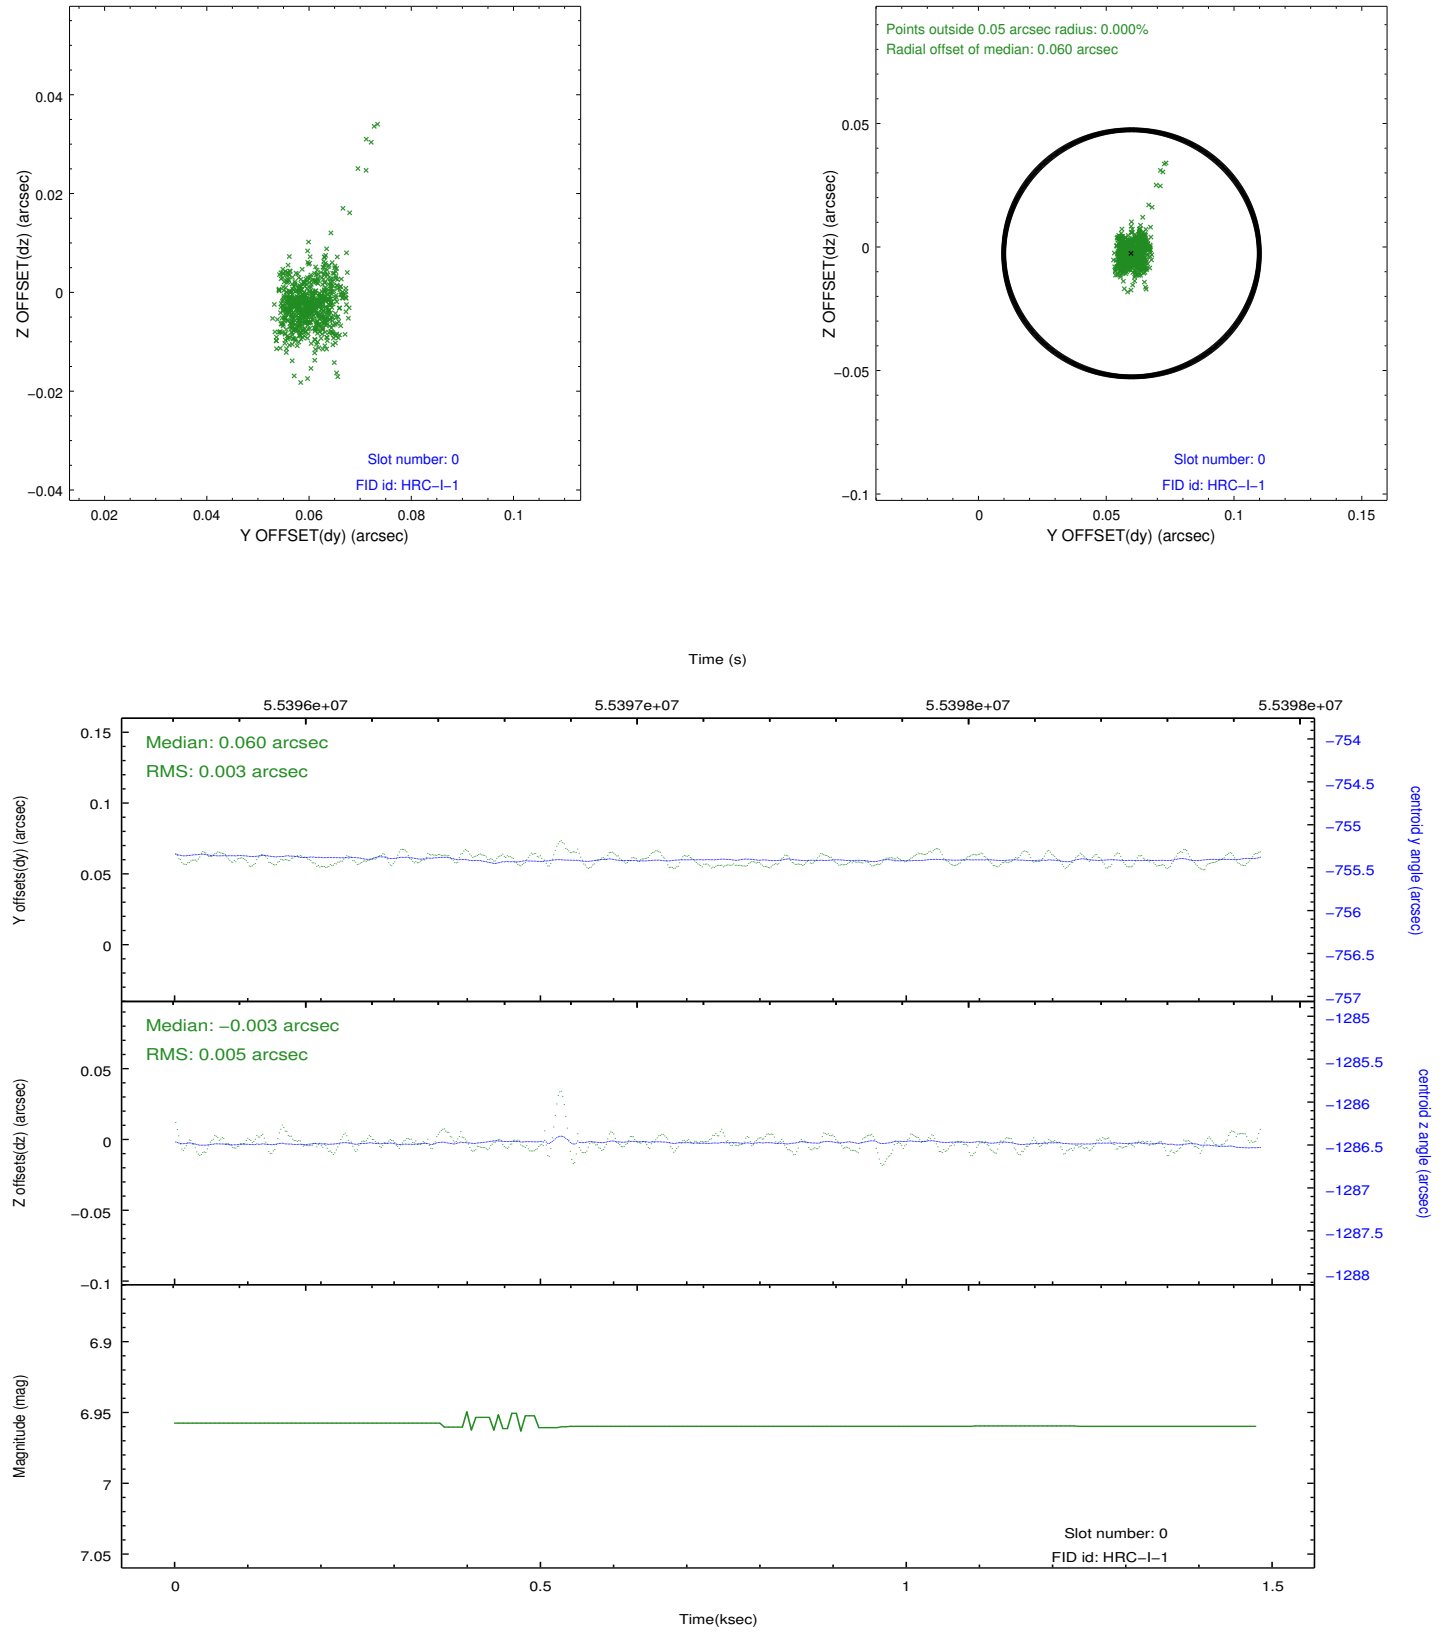 0.04
0.02
0
−0.02
−0.04
Z OFFSET(dz) (arcsec)
Slot number: 0
FID id: HRC−I−1
0.02
0.04
0.06
0.08
0.1
Y OFFSET(dy) (arcsec)
Points outside 0.05 arcsec radius: 0.000%
Radial offset of median: 0.060 arcsec
0.05
0
−0.05
−0.1
Z OFFSET(dz) (arcsec)
Slot number: 0
FID id: HRC−I−1
0
0.05
0.1
0.15
Y OFFSET(dy) (arcsec)
Time (s)
5.5396e+07
5.5397e+07
5.5398e+07
5.5398e+07
Median: 0.060 arcsec
RMS: 0.003 arcsec
0.15
0.1
0.05
0
Y offsets(dy) (arcsec)
−754
−754.5
−755
−755.5
−756
−756.5
−757
centroid y angle (arcsec)
Median: −0.003 arcsec
RMS: 0.005 arcsec
0.05
0
−0.05
−0.1
Z offsets(dz) (arcsec)
−1285
−1285.5
−1286
−1286.5
−1287
−1287.5
−1288
centroid z angle (arcsec)
6.9
6.95
7
7.05
Magnitude (mag)
Slot number: 0
FID id: HRC−I−1
0
0.5
1
1.5
Time(ksec)